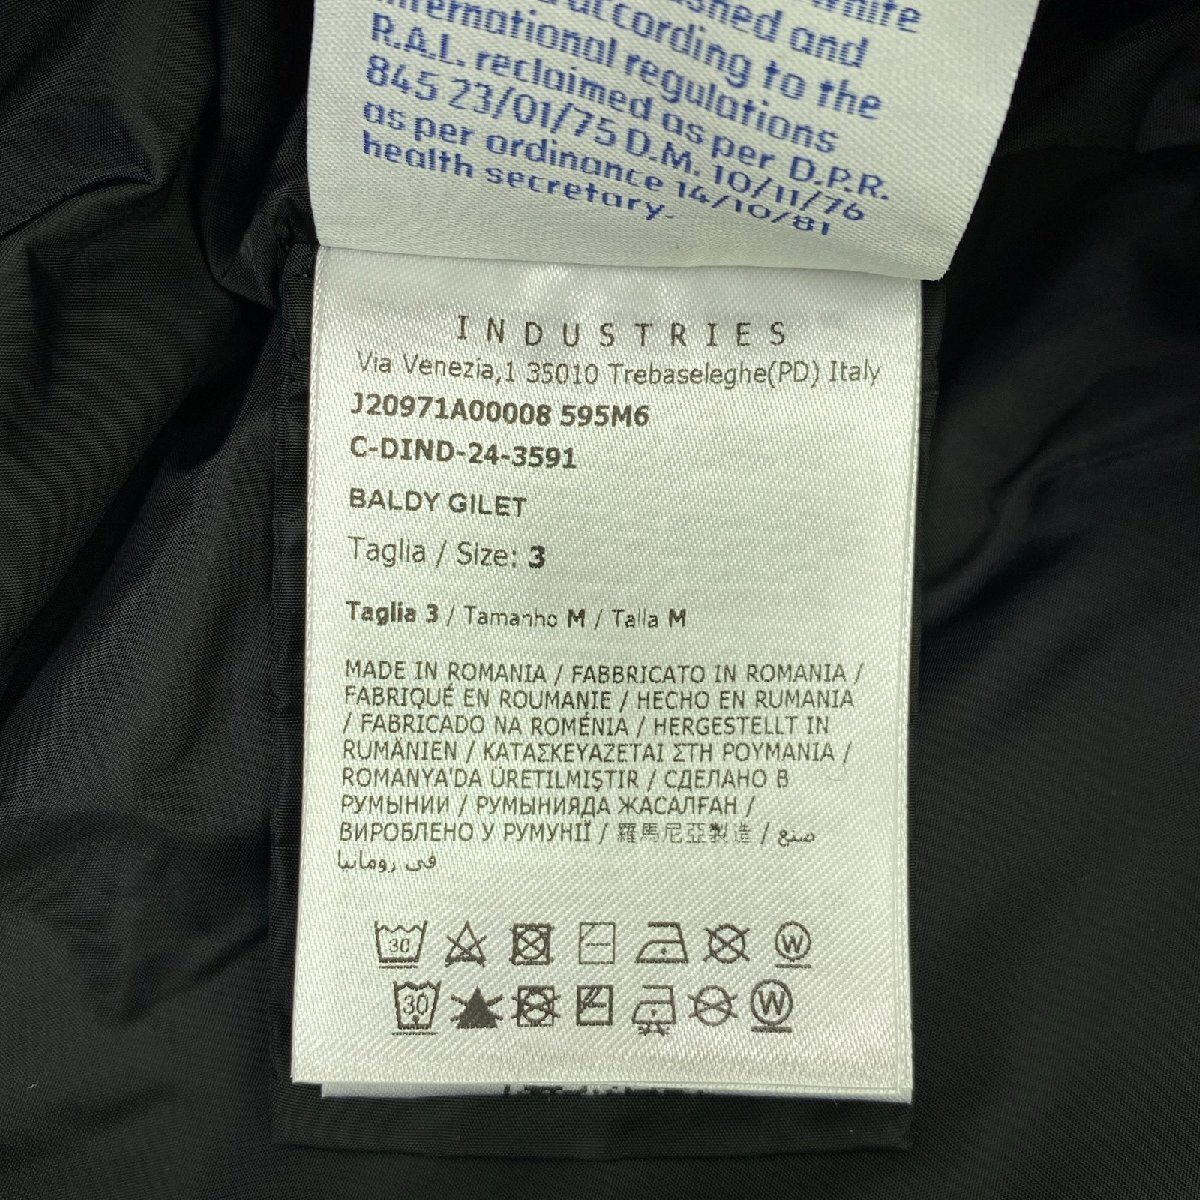 white
and
according to the
international regulations
R.A.L. reclaimed as per D.P.R.
845 23/01/75 D.M. 10/11/76
as per ordinance 14/10/81
health secretary.
INDUSTRIES
Via Venezia,1 35010 Trebaseleghe(PD) Italy
J20971A00008 595M6
C-DIND-24-3591
BALDY GILET
Taglia / Size: 3
Taglia 3 / Tamanho M / Talla M
MADE IN ROMANIA / FABBRICATO IN ROMANIA /
FABRIQUÉ EN ROUMANIE / HECHO EN RUMANIA
/ FABRICADO NA ROMÉNIA / HERGESTELLT IN
RUMÄNIEN / ΚΑΤΑΣΚΕΥΑΖΕΤΑΙ ΣΤΗ ΡΟΥΜΑΝΙΑ /
ROMANYA'DA ÜRETILMIŞTIR / СДЕЛАНО В
РУМЫНИИ / РУМЫНИЯДА ЖАСАЛҒАН /
ВИРОБЛЕНО У РУМУНІЇ / 羅馬尼亞製造 / صنع
في رومانيا
30 W
30 W